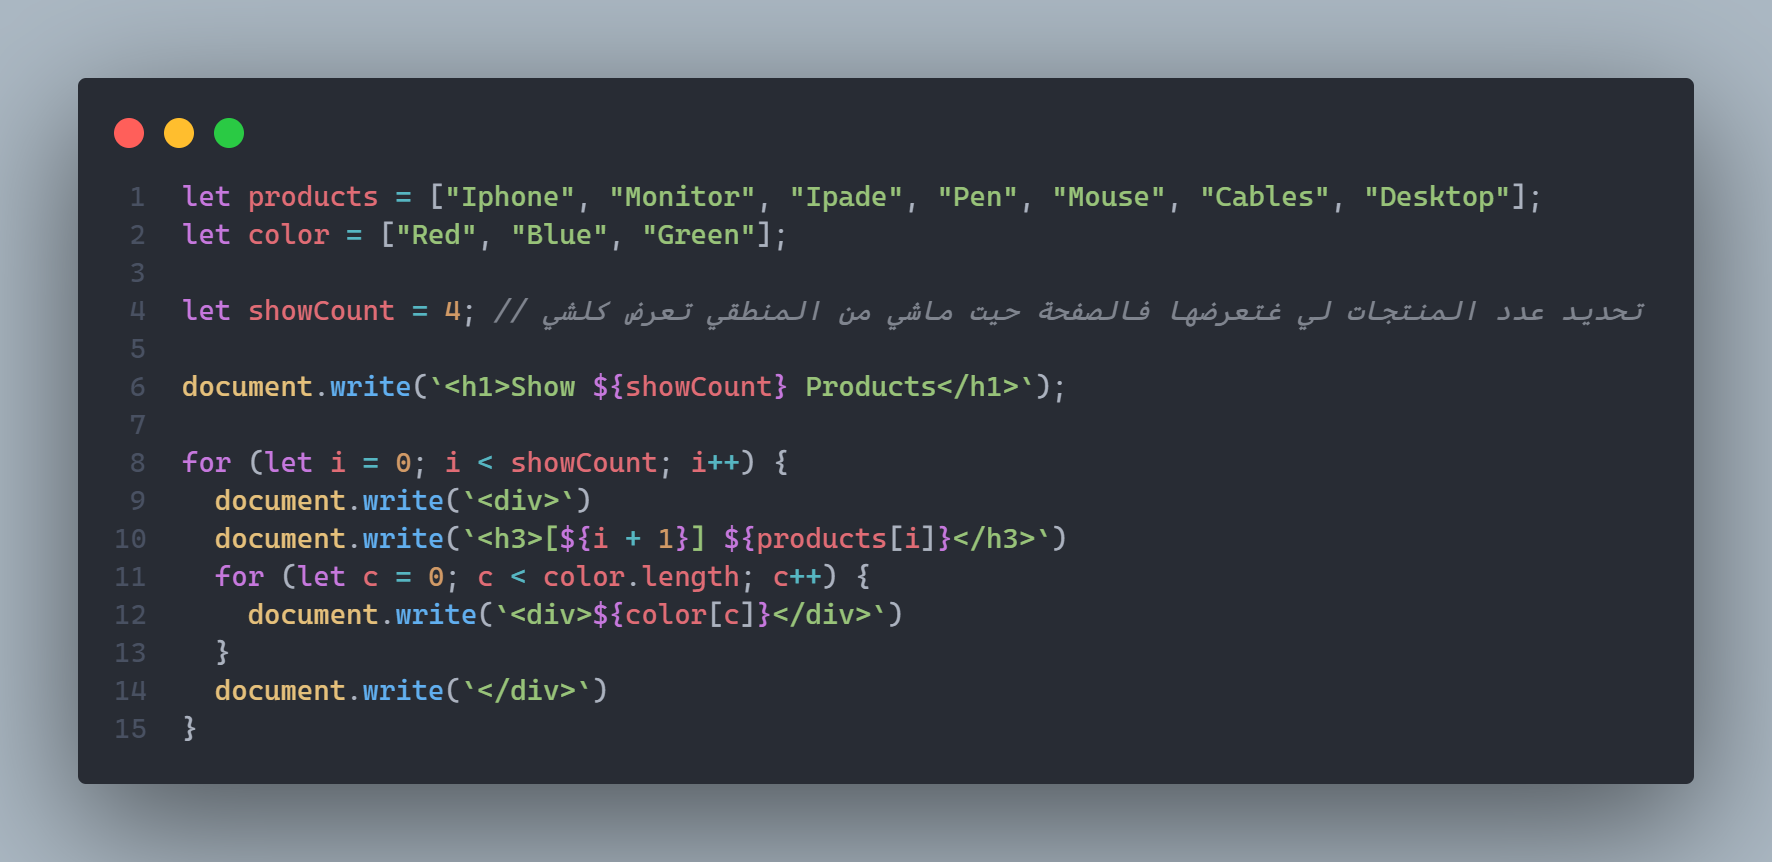 1 let products = ["Iphone", "Monitor", "Ipade", "Pen", "Mouse", "Cables", "Desktop"];
2 let color = ["Red", "Blue", "Green"];
3
4 let showCount = 4; // تحديد عدد المنتجات لي غتعرضها فالصفحة حيت ماشي من المنطقي تعرض كلشي
5
6 document.write(`<h1>Show ${showCount} Products</h1>`);
7
8 for (let i = 0; i < showCount; i++) {
9   document.write(`<div>`)
10   document.write(`<h3>[${i + 1}] ${products[i]}</h3>`)
11   for (let c = 0; c < color.length; c++) {
12     document.write(`<div>${color[c]}</div>`)
13   }
14   document.write(`</div>`)
15 }